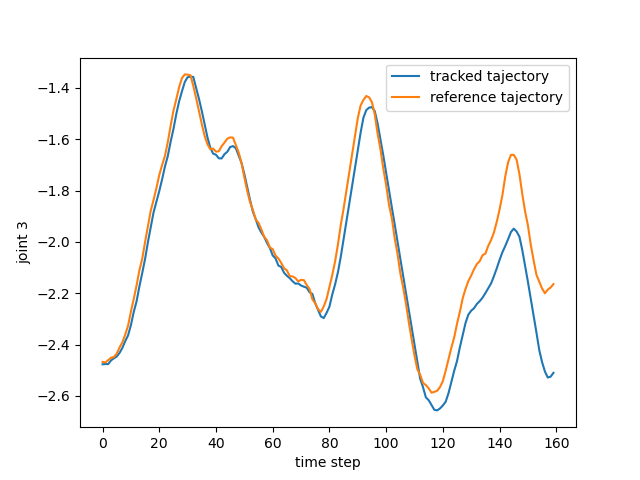 tracked tajectory
reference tajectory
joint 3
−1.4
−1.6
−1.8
−2.0
−2.2
−2.4
−2.6
0 20 40 60 80 100 120 140 160
time step